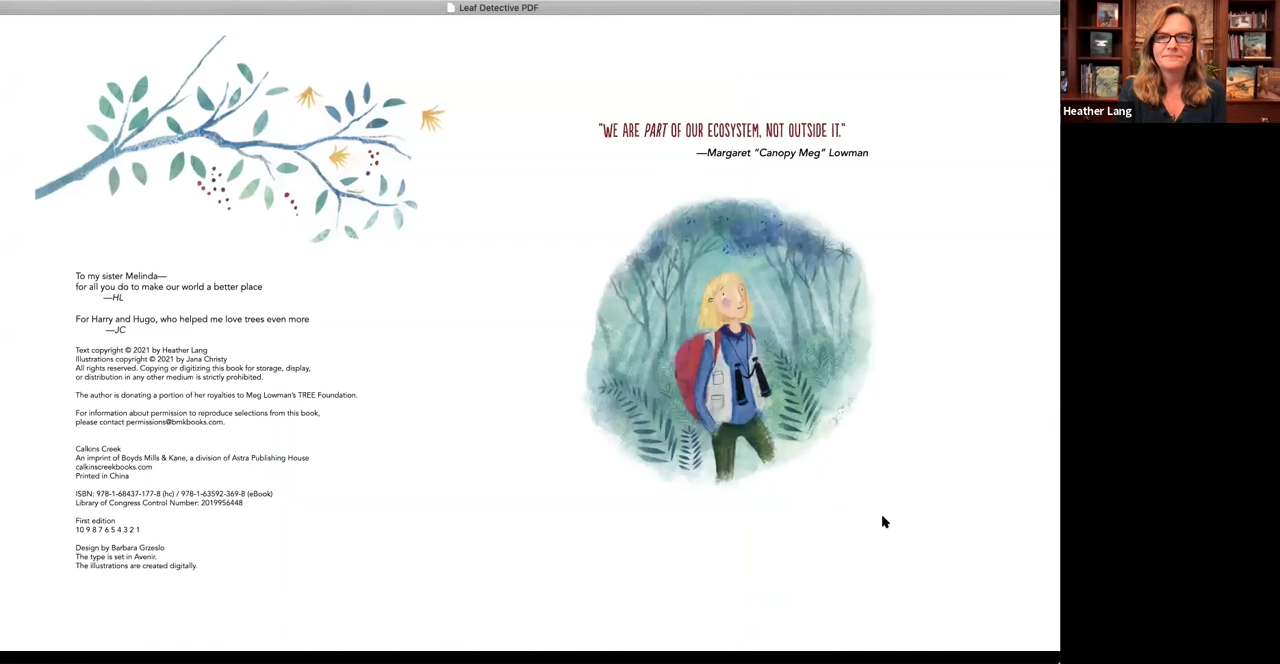 Leaf Detective PDF
Heather Lang
"WE ARE PART OF OUR ECOSYSTEM, NOT OUTSIDE IT."
—Margaret "Canopy Meg" Lowman
To my sister Melinda—
for all you do to make our world a better place
—HL
For Harry and Hugo, who helped me love trees even more
—JC
Text copyright © 2021 by Heather Lang
Illustrations copyright © 2021 by Jana Christy
All rights reserved. Copying or digitizing this book for storage, display,
or distribution in any other medium is strictly prohibited.
The author is donating a portion of her royalties to Meg Lowman's TREE Foundation.
For information about permission to reproduce selections from this book,
please contact permissions@bmkbooks.com.
Calkins Creek
An imprint of Boyds Mills & Kane, a division of Astra Publishing House
calkinscreekbooks.com
Printed in China
ISBN: 978-1-68437-177-8 (hc) / 978-1-63592-369-8 (eBook)
Library of Congress Control Number: 2019956448
First edition
10 9 8 7 6 5 4 3 2 1
Design by Barbara Grzeslo
The type is set in Avenir.
The illustrations are created digitally.